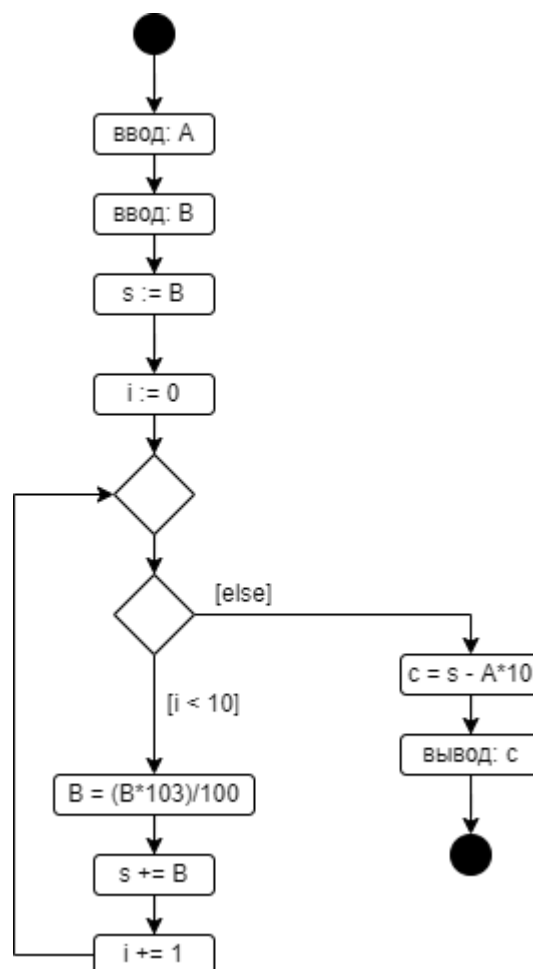 ввод: A
ввод: B
s := B
i := 0
[else]
[i < 10]
c = s - A*10
вывод: c
B = (B*103)/100
s += B
i += 1